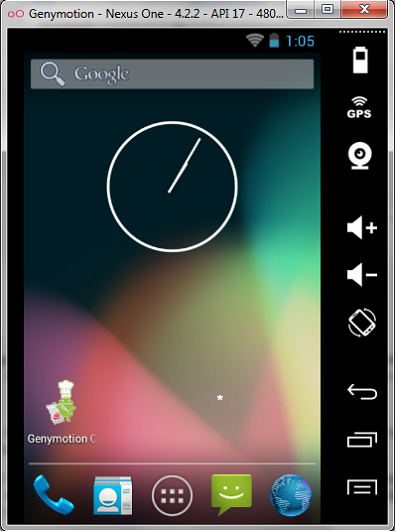 Genymotion - Nexus One - 4.2.2 - API 17 - 480...
1:05
Google
GPS
Genymotion C
*